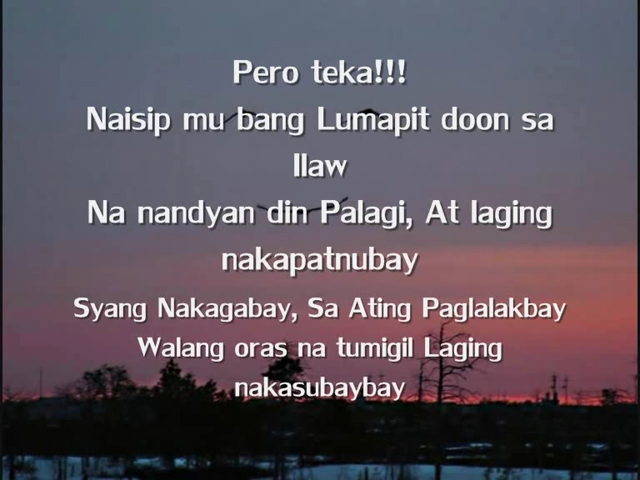 Pero teka!!!
Naisip mu bang Lumapit doon sa
Ilaw
Na nandyan din Palagi, At laging
nakapatnubay
Syang Nakagabay, Sa Ating Paglalakbay
Walang oras na tumigil Laging
nakasubaybay